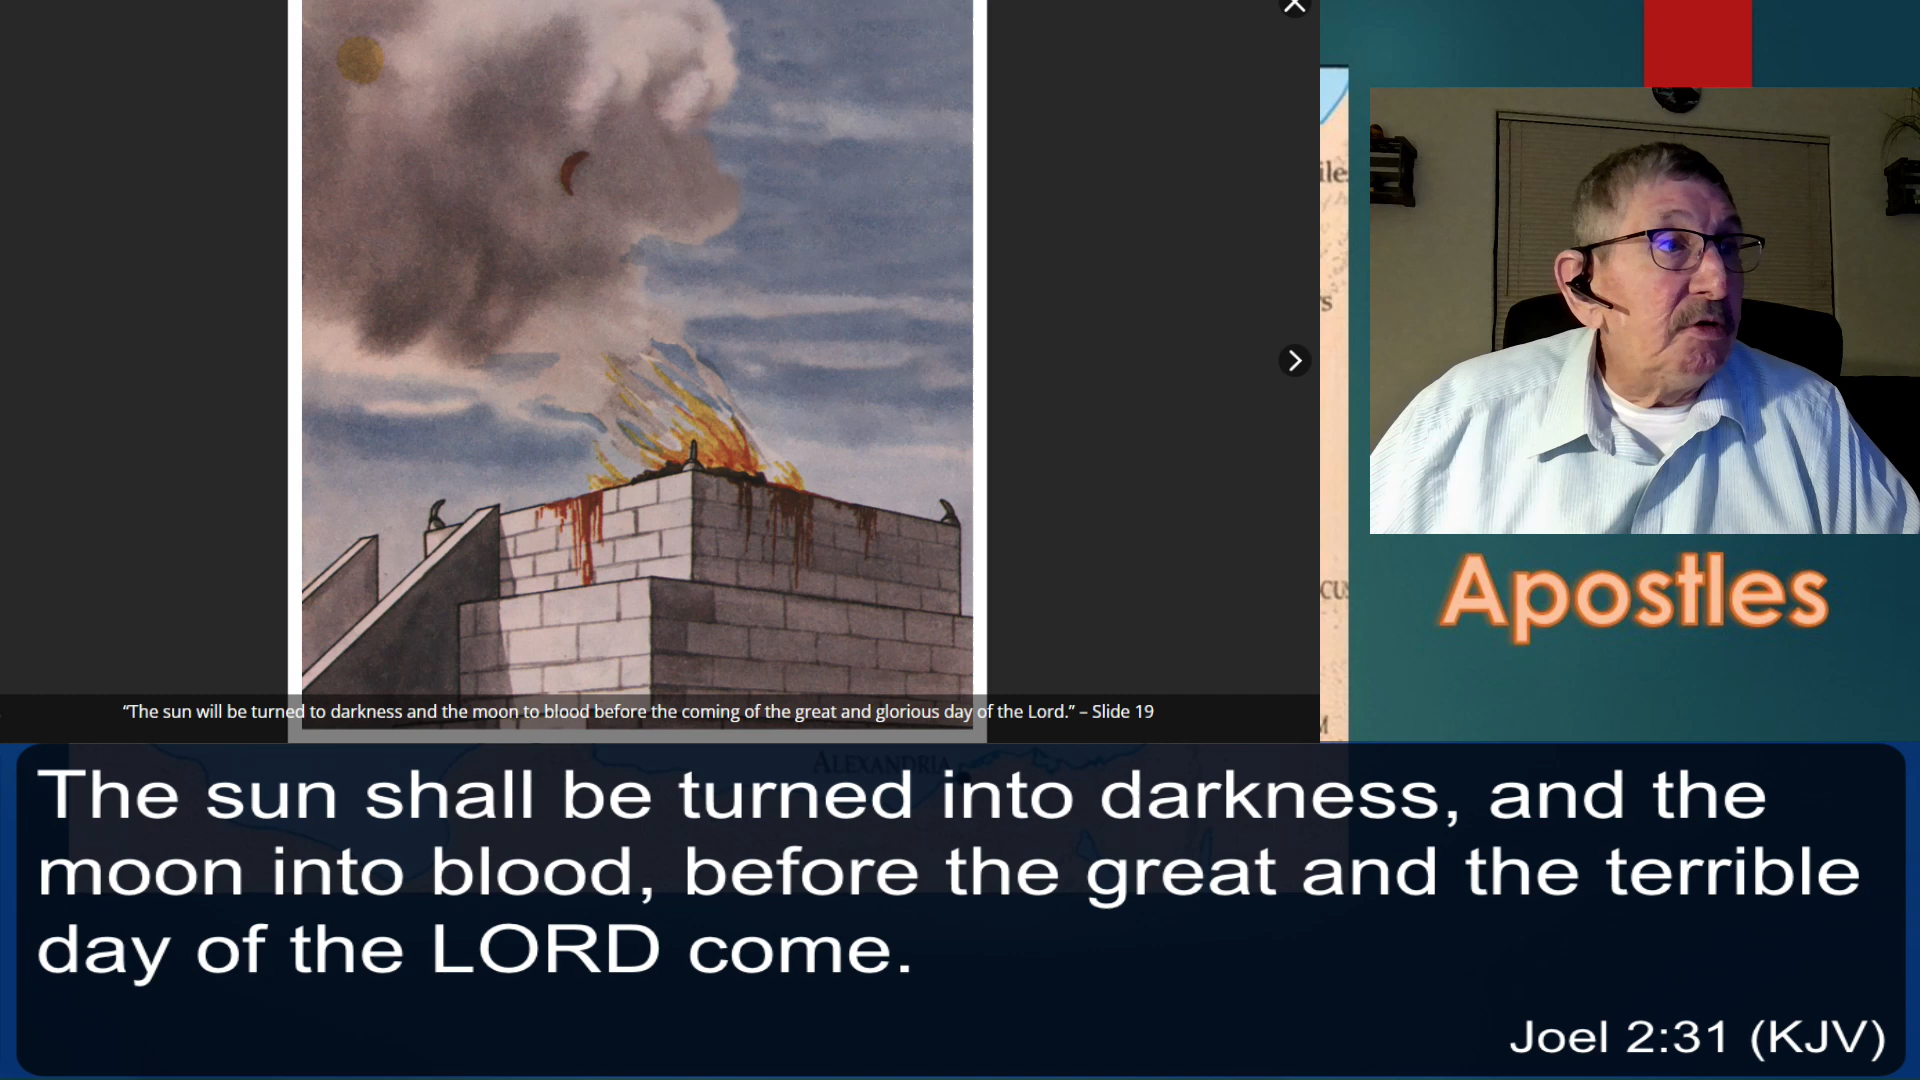 “The sun will be turned to darkness and the moon to blood before the coming of the great and glorious day of the Lord.” – Slide 19
Apostles
ALEXANDRIA
The sun shall be turned into darkness, and the
moon into blood, before the great and the terrible
day of the LORD come.
Joel 2:31 (KJV)